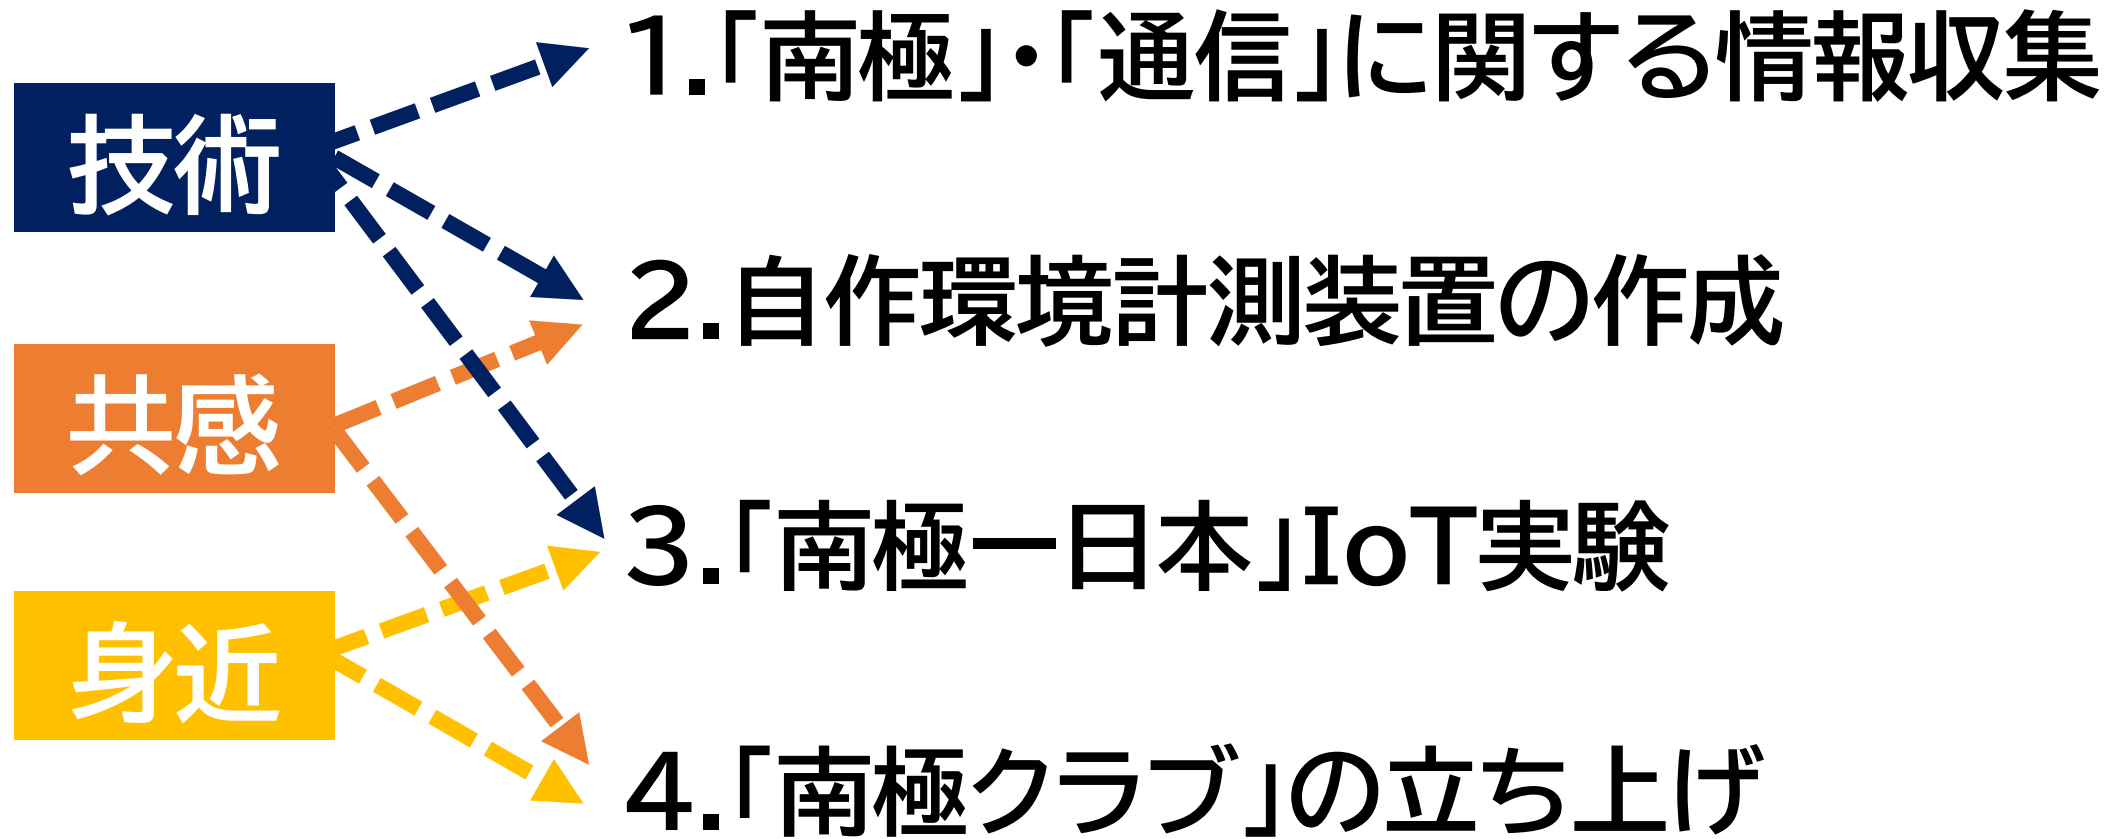 1.「南極」・「通信」に関する情報収集
技術
2.自作環境計測装置の作成
共感
3.「南極ー日本」IoT実験
身近
4.「南極クラブ」の立ち上げ